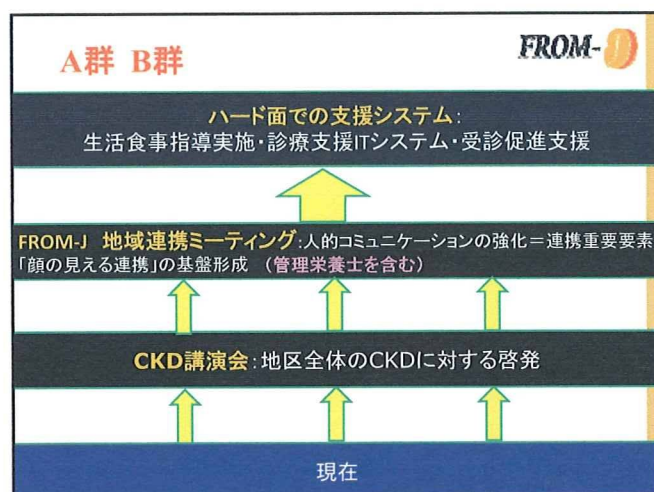 A群 B群
FROM-J
ハード面での支援システム:
生活食事指導実施・診療支援ITシステム・受診促進支援
FROM-J 地域連携ミーティング:人的コミュニケーションの強化=連携重要要素
「顔の見える連携」の基盤形成 (管理栄養士を含む)
CKD講演会:地区全体のCKDに対する啓発
現在